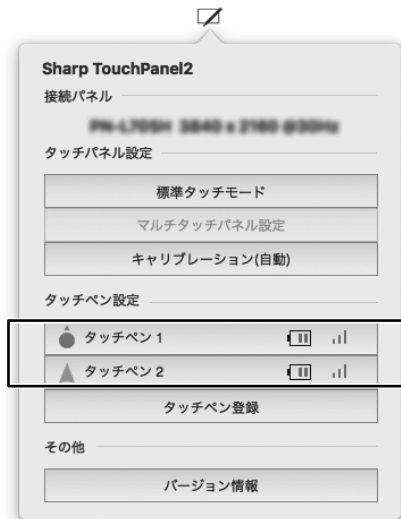 Sharp TouchPanel2
接続パネル
タッチパネル設定
標準タッチモード
マルチタッチパネル設定
キャリブレーション(自動)
タッチペン設定
タッチペン 1
タッチペン 2
タッチペン登録
その他
バージョン情報